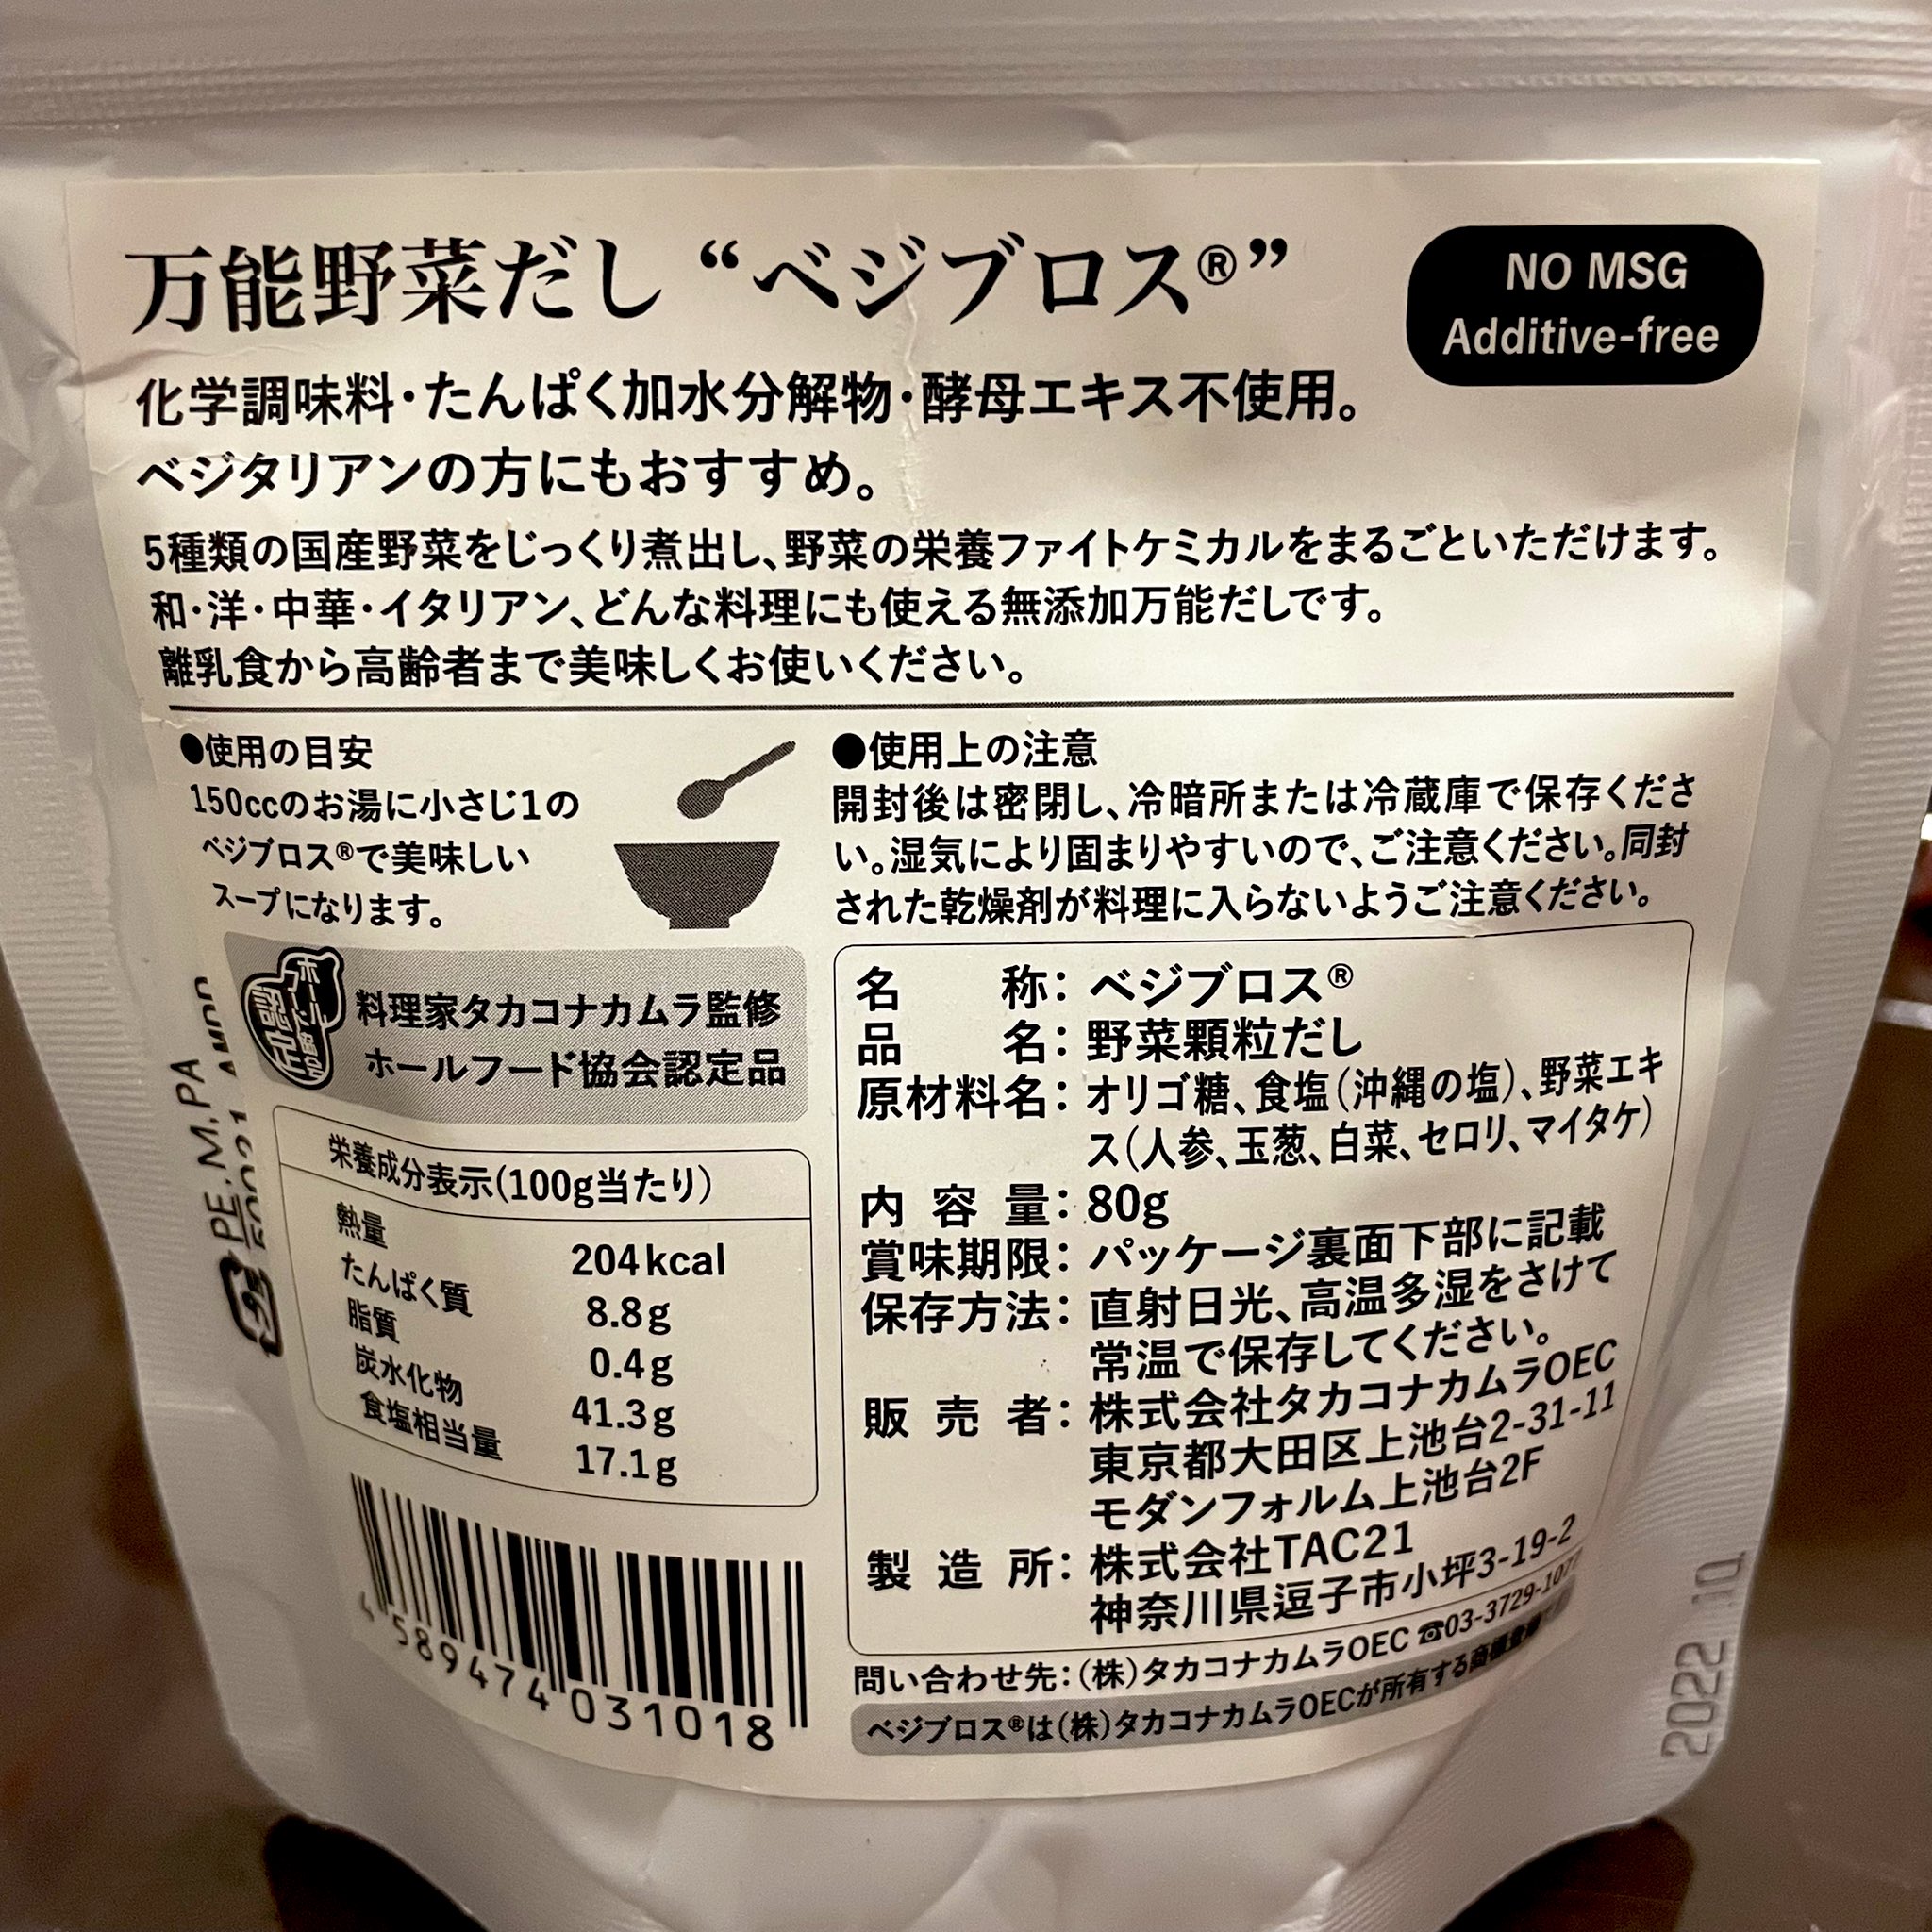 万能野菜だし “ベジブロス®”
NO MSG
Additive-free
化学調味料・たんぱく加水分解物・酵母エキス不使用。
ベジタリアンの方にもおすすめ。
5種類の国産野菜をじっくり煮出し、野菜の栄養ファイトケミカルをまるごといただけます。
和・洋・中華・イタリアン、どんな料理にも使える無添加万能だしです。
離乳食から高齢者まで美味しくお使いください。
●使用の目安
150ccのお湯に小さじ1の
ベジブロス®で美味しい
スープになります。
●使用上の注意
開封後は密閉し、冷暗所または冷蔵庫で保存くださ
い。湿気により固まりやすいので、ご注意ください。同封
された乾燥剤が料理に入らないようご注意ください。
ホール
認定
料理家タカコナカムラ監修
ホールフード協会認定品
栄養成分表示(100g当たり)
熱量 204kcal
たんぱく質 8.8g
脂質 0.4g
炭水化物 41.3g
食塩相当量 17.1g
4 589474 031018
名称：ベジブロス®
品名：野菜顆粒だし
原材料名：オリゴ糖、食塩(沖縄の塩)、野菜エキ
ス(人参、玉葱、白菜、セロリ、マイタケ)
内容量：80g
賞味期限：パッケージ裏面下部に記載
保存方法：直射日光、高温多湿をさけて
常温で保存してください。
販売者：株式会社タカコナカムラOEC
東京都大田区上池台2-31-11
モダンフォルム上池台2F
製造所：株式会社TAC21
神奈川県逗子市小坪3-19-2
問い合わせ先：(株)タカコナカムラOEC ☎03-3729-1077
ベジブロス®は(株)タカコナカムラOECが所有する
PE,M,PA
2022.10